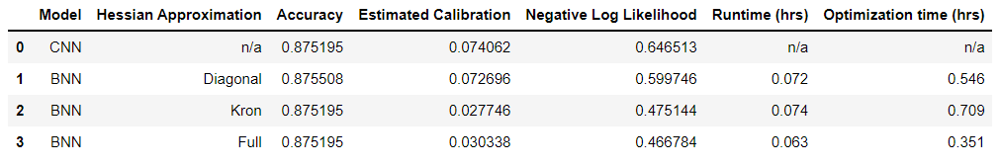 Model Hessian Approximation Accuracy Estimated Calibration Negative Log Likelihood Runtime (hrs) Optimization time (hrs)
0 CNN n/a 0.875195 0.074062 0.646513 n/a n/a
1 BNN Diagonal 0.875508 0.072696 0.599746 0.072 0.546
2 BNN Kron 0.875195 0.027746 0.475144 0.074 0.709
3 BNN Full 0.875195 0.030338 0.466784 0.063 0.351